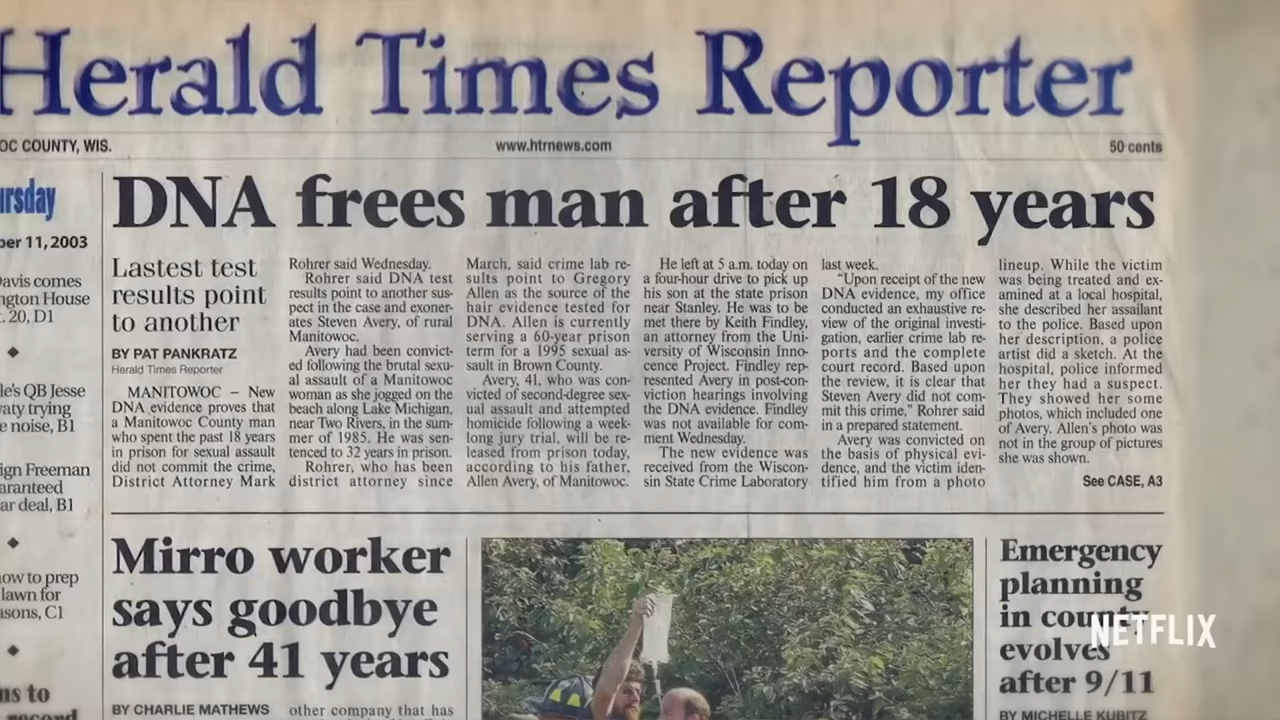 Herald Times Reporter
OC COUNTY, WIS.
www.htrnews.com
50 cents
ursday
ber 11, 2003
Davis comes
ngton House
. 20, D1
le's QB Jesse
vaty trying
e noise, B1
ign Freeman
aranteed
ar deal, B1
ow to prep
lawn for
asons, C1
ns to
record
DNA frees man after 18 years
Lastest test
results point
to another
BY PAT PANKRATZ
Herald Times Reporter
MANITOWOC – New
DNA evidence proves that
a Manitowoc County man
who spent the past 18 years
in prison for sexual assault
did not commit the crime,
District Attorney Mark
Rohrer said Wednesday.
Rohrer said DNA test
results point to another sus-
pect in the case and exoner-
ates Steven Avery, of rural
Manitowoc.
Avery had been convict-
ed following the brutal sexu-
al assault of a Manitowoc
woman as she jogged on the
beach along Lake Michigan,
near Two Rivers, in the sum-
mer of 1985. He was sen-
tenced to 32 years in prison.
Rohrer, who has been
district attorney since
March, said crime lab re-
sults point to Gregory
Allen as the source of the
hair evidence tested for
DNA. Allen is currently
serving a 60-year prison
term for a 1995 sexual as-
sault in Brown County.
Avery, 41, who was con-
victed of second-degree sex-
ual assault and attempted
homicide following a week-
long jury trial, will be re-
leased from prison today,
according to his father,
Allen Avery, of Manitowoc.
He left at 5 a.m. today on
a four-hour drive to pick up
his son at the state prison
near Stanley. He was to be
met there by Keith Findley,
an attorney from the Uni-
versity of Wisconsin Inno-
cence Project. Findley rep-
resented Avery in post-con-
viction hearings involving
the DNA evidence. Findley
was not available for com-
ment Wednesday.
The new evidence was
received from the Wiscon-
sin State Crime Laboratory
last week.
"Upon receipt of the new
DNA evidence, my office
conducted an exhaustive re-
view of the original investi-
gation, earlier crime lab re-
ports and the complete
court record. Based upon
the review, it is clear that
Steven Avery did not com-
mit this crime," Rohrer said
in a prepared statement.
Avery was convicted on
the basis of physical evi-
dence, and the victim iden-
tified him from a photo
lineup. While the victim
was being treated and ex-
amined at a local hospital,
she described her assailant
to the police. Based upon
her description, a police
artist did a sketch. At the
hospital, police informed
her they had a suspect.
They showed her some
photos, which included one
of Avery. Allen's photo was
not in the group of pictures
she was shown.
See CASE, A3
Mirro worker
says goodbye
after 41 years
BY CHARLIE MATHEWS
other company that has
Emergency
planning
in county
evolves
after 9/11
BY MICHELLE KUBITZ
NETFLIX